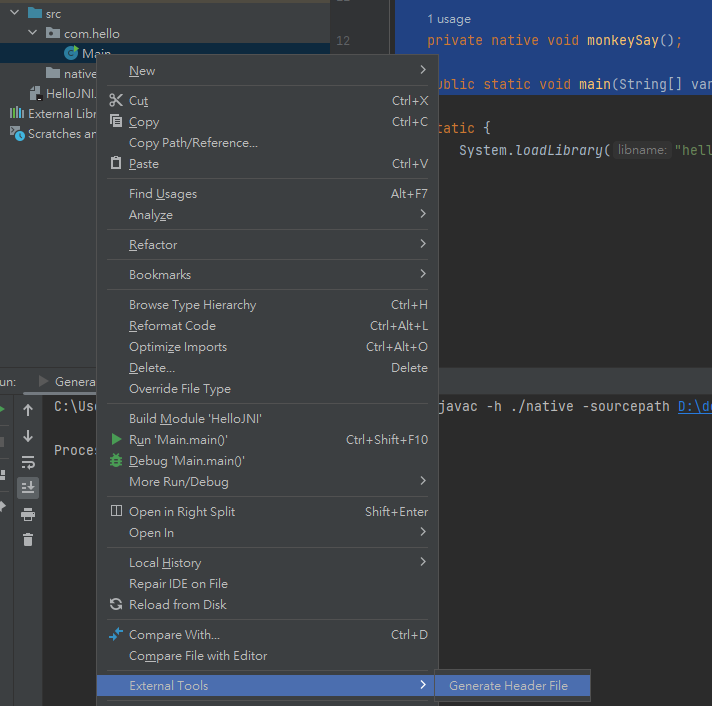 src
com.hello
Main
native
HelloJNI.
External Libr
Scratches an
1 usage
12
private native void monkeySay();
public static void main(String[] var
static {
System.loadLibrary( libname: "hell
New
Cut Ctrl+X
Copy Ctrl+C
Copy Path/Reference...
Paste Ctrl+V
Find Usages Alt+F7
Analyze
Refactor
Bookmarks
Browse Type Hierarchy Ctrl+H
Reformat Code Ctrl+Alt+L
Optimize Imports Ctrl+Alt+O
Delete... Delete
Override File Type
Build Module 'HelloJNI'
Run 'Main.main()' Ctrl+Shift+F10
Debug 'Main.main()'
More Run/Debug
Open in Right Split Shift+Enter
Open In
Local History
Repair IDE on File
Reload from Disk
Compare With... Ctrl+D
Compare File with Editor
External Tools
Generate Header File
un: Genera
C:\Use javac -h ./native -sourcepath D:\de
Proces